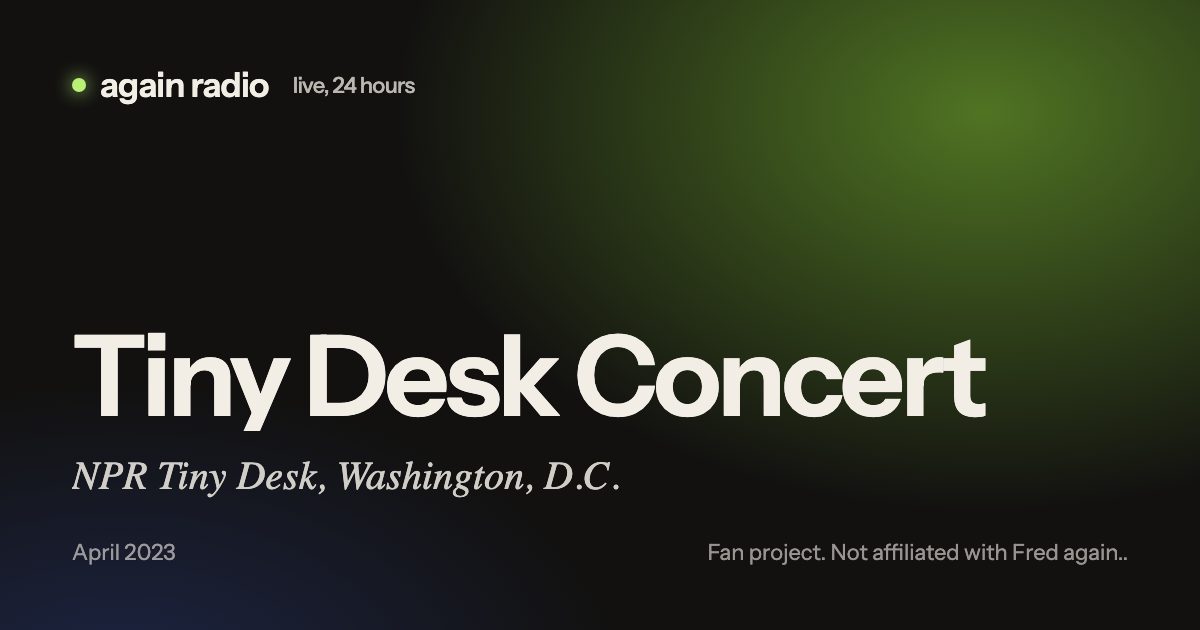 again radio live, 24 hours
Tiny Desk Concert
NPR Tiny Desk, Washington, D.C.
April 2023
Fan project. Not affiliated with Fred again..